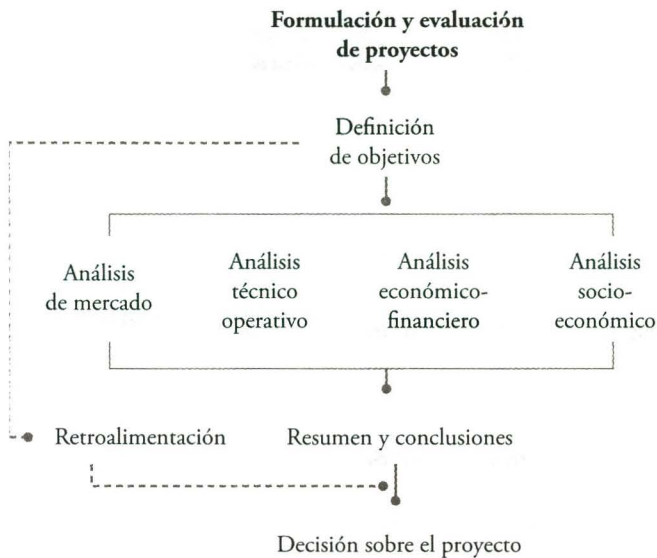 Formulación y evaluación
de proyectos
Definición
de objetivos
Análisis
de mercado
Análisis
técnico
operativo
Análisis
económico-
financiero
Análisis
socio-
económico
Retroalimentación
Resumen y conclusiones
Decisión sobre el proyecto